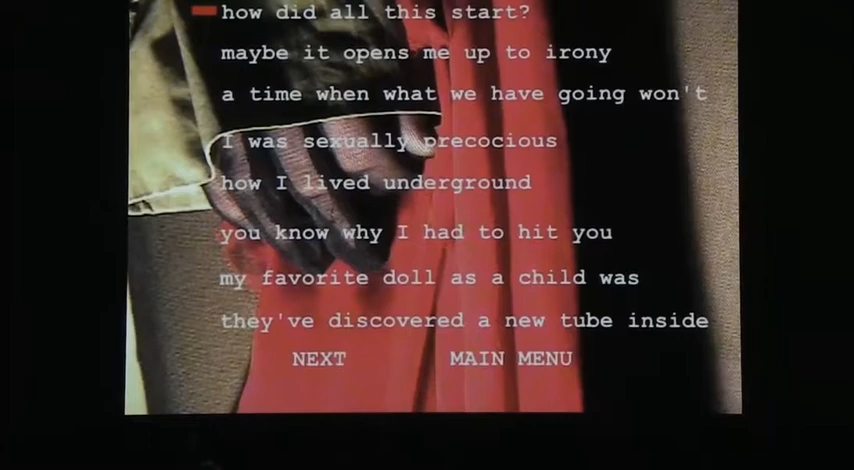 how did all this start?
maybe it opens me up to irony
a time when what we have going won't
I was sexually precocious
how I lived underground
you know why I had to hit you
my favorite doll as a child was
they've discovered a new tube inside
NEXT MAIN MENU